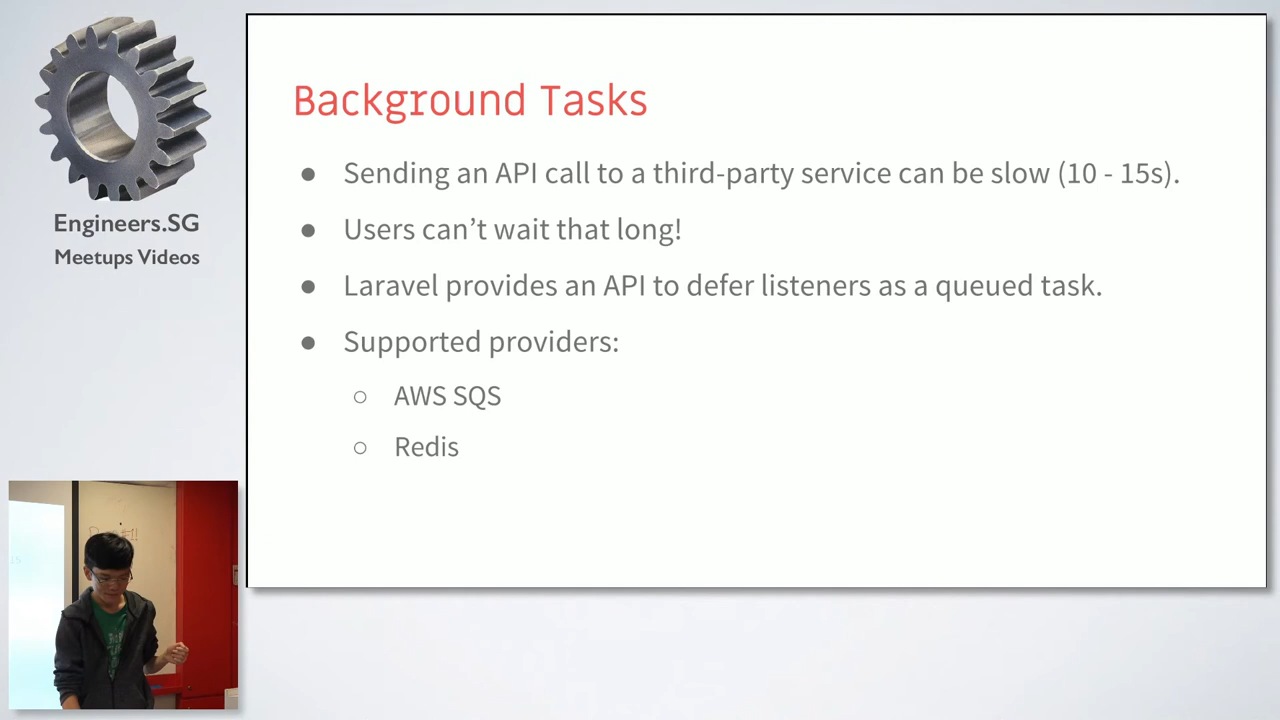 Engineers.SG
Meetups Videos
Background Tasks
● Sending an API call to a third-party service can be slow (10 - 15s).
● Users can’t wait that long!
● Laravel provides an API to defer listeners as a queued task.
● Supported providers:
○ AWS SQS
○ Redis